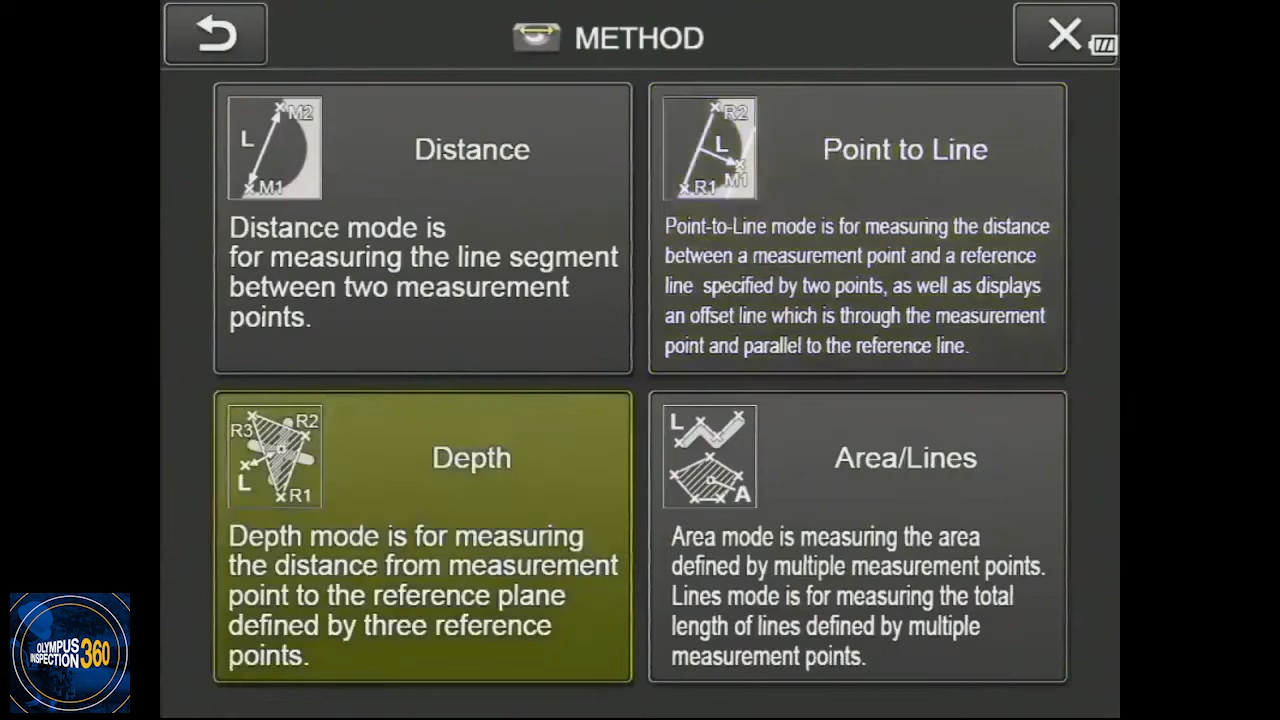 METHOD
M2
L
M1
Distance
Distance mode is
for measuring the line segment
between two measurement
points.
R2
L
M1
R1
Point to Line
Point-to-Line mode is for measuring the distance
between a measurement point and a reference
line specified by two points, as well as displays
an offset line which is through the measurement
point and parallel to the reference line.
R3
R2
L
R1
Depth
Depth mode is for measuring
the distance from measurement
point to the reference plane
defined by three reference
points.
L
A
Area/Lines
Area mode is measuring the area
defined by multiple measurement points.
Lines mode is for measuring the total
length of lines defined by multiple
measurement points.
OLYMPUS
INSPECTION 360